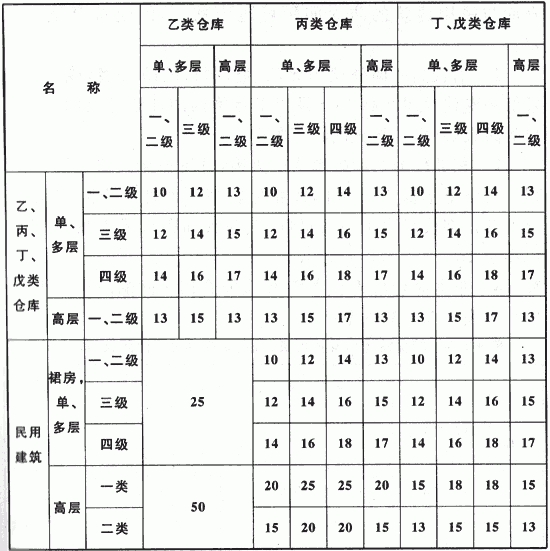 名 称 乙类仓库 丙类仓库 丁、戊类仓库
单、多层 高层 单、多层 高层 单、多层 高层
一、二级 三级 一、二级 一、二级 三级 四级 一、二级 一、二级 三级 四级 一、二级
乙、丙、丁、戊类仓库 单、多层 一、二级 10 12 13 10 12 14 13 10 12 14 13
三级 12 14 15 12 14 16 15 12 14 16 15
四级 14 16 17 14 16 18 17 14 16 18 17
高层 一、二级 13 15 13 13 15 17 13 13 15 17 13
民用建筑 裙房,单、多层 一、二级 25 10 12 14 13 10 12 14 13
三级 12 14 16 15 12 14 16 15
四级 14 16 18 17 14 16 18 17
高层 一类 50 20 25 25 20 15 18 18 15
二类 15 20 20 15 13 15 15 13